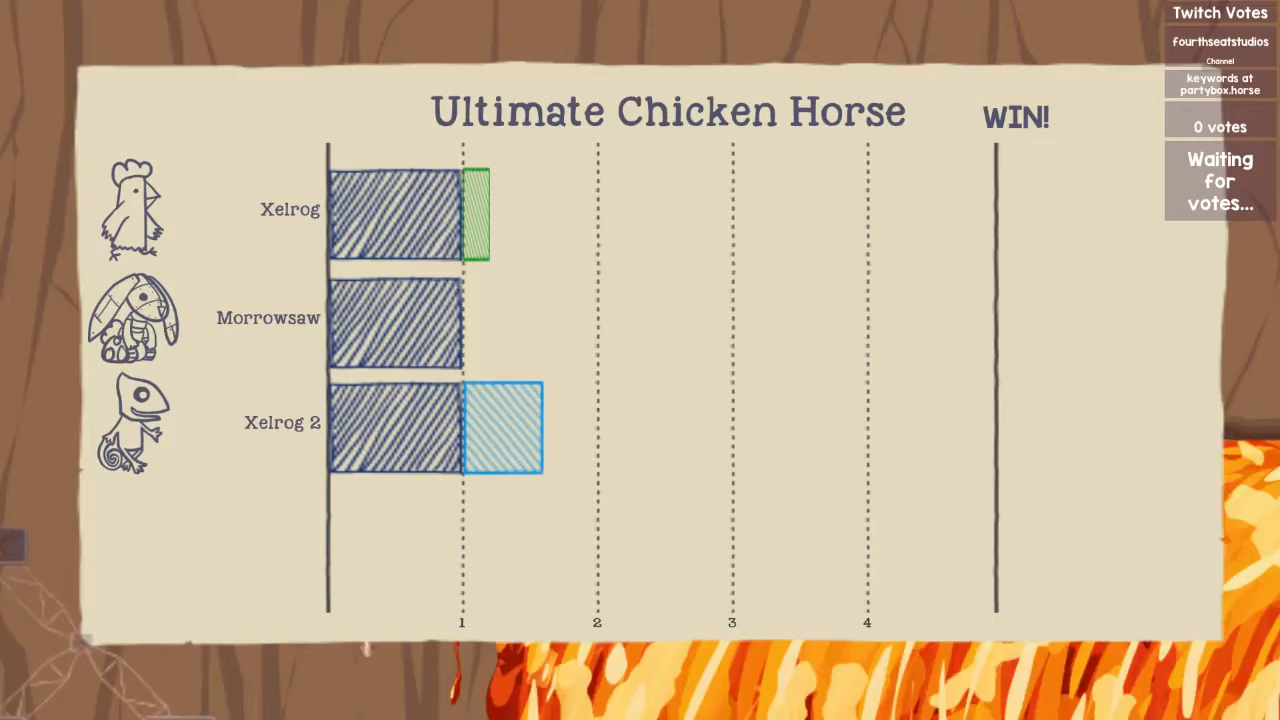 Twitch Votes
fourthseatstudios
Channel
keywords at
partybox.horse
0 votes
Waiting
for
votes...
Ultimate Chicken Horse
WIN!
Xelrog
Morrowsaw
Xelrog 2
1 2 3 4